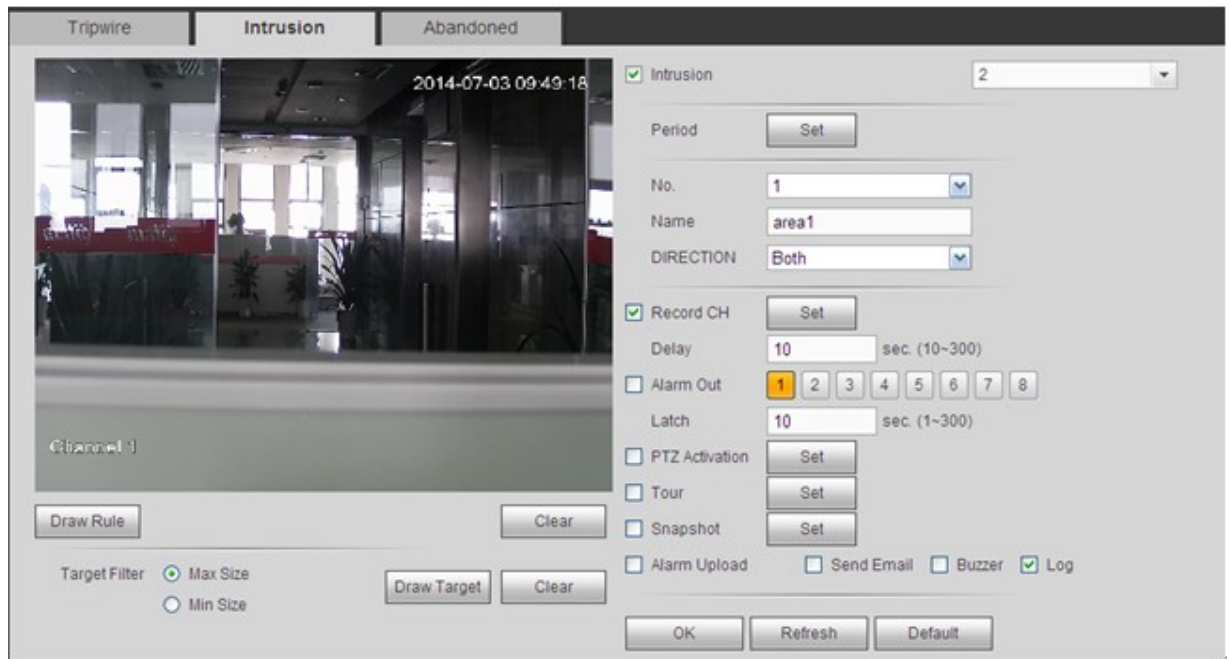 Tripwire Intrusion Abandoned
2014-07-03 09:49:18
Channel 1
Draw Rule Clear
Target Filter Max Size
Min Size
Draw Target Clear
Intrusion 2
Period Set
No. 1
Name area1
DIRECTION Both
Record CH Set
Delay 10 sec. (10~300)
Alarm Out 1 2 3 4 5 6 7 8
Latch 10 sec. (1~300)
PTZ Activation Set
Tour Set
Snapshot Set
Alarm Upload Send Email Buzzer Log
OK Refresh Default